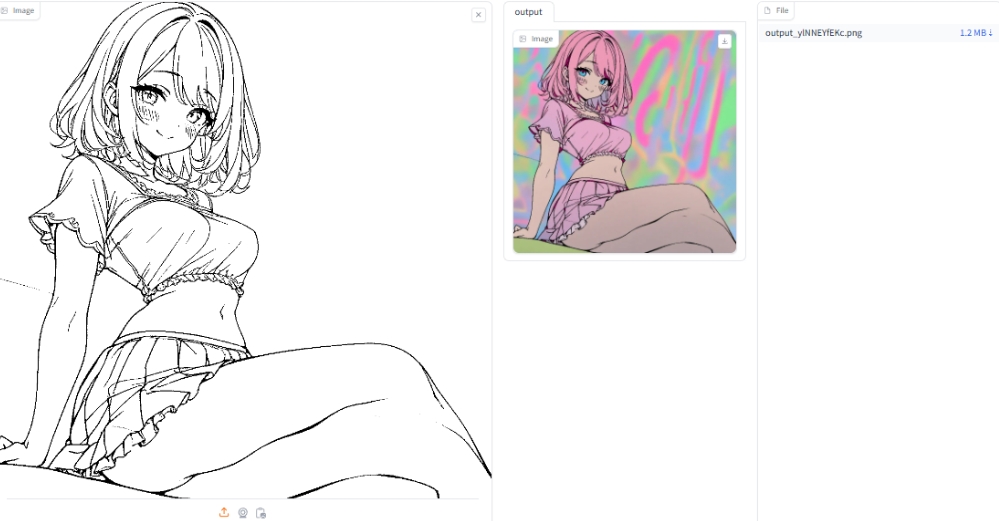 Image
output
Image
File
output_ylNNEYfEKc.png
1.2 MB ↓